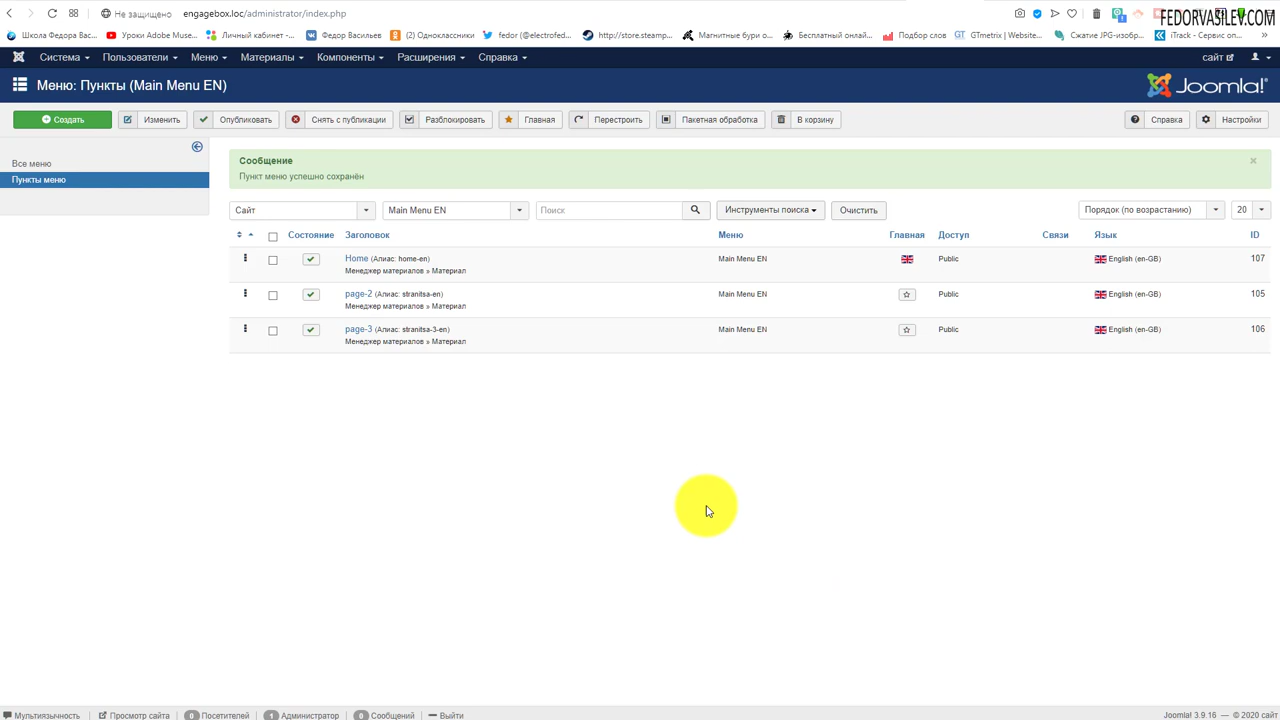 Не защищено engagebox.loc/administrator/index.php
FEDORVASILEV.COM
Школа Федора Вас... Уроки Adobe Muse... Личный кабинет -... Федор Васильев (2) Одноклассники fedor (@electrofed... http://store.steamp... Магнитные бури о... Бесплатный онлай... Подбор слов GTmetrix | Website... Сжатие JPG-изобр... iTrack - Сервис оп...
Система Пользователи Меню Материалы Компоненты Расширения Справка сайт
Меню: Пункты (Main Menu EN) Joomla!
Создать Изменить Опубликовать Снять с публикации Разблокировать Главная Перестроить Пакетная обработка В корзину Справка Настройки
Все меню
Пункты меню
Сообщение ×
Пункт меню успешно сохранён
Сайт Main Menu EN Поиск Инструменты поиска Очистить Порядок (по возрастанию) 20
Состояние Заголовок Меню Главная Доступ Связи Язык ID
Home (Алиас: home-en) Main Menu EN Public English (en-GB) 107
Менеджер материалов » Материал
page-2 (Алиас: stranitsa-en) Main Menu EN Public English (en-GB) 105
Менеджер материалов » Материал
page-3 (Алиас: stranitsa-3-en) Main Menu EN Public English (en-GB) 106
Менеджер материалов » Материал
Мультиязычность Просмотр сайта 0 Посетителей 1 Администратор 0 Сообщений Выйти Joomla! 3.9.16 — © 2020 сайт